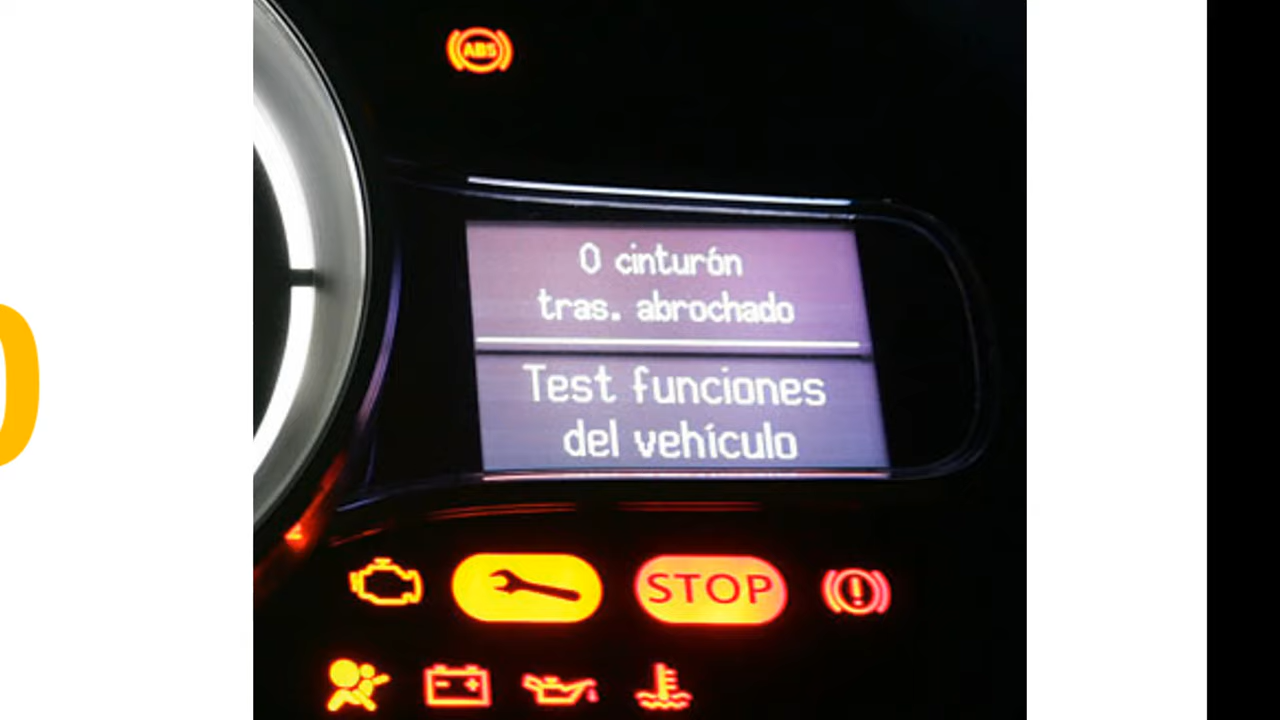 ABS
0 cinturón
tras. abrochado
Test funciones
del vehículo
STOP